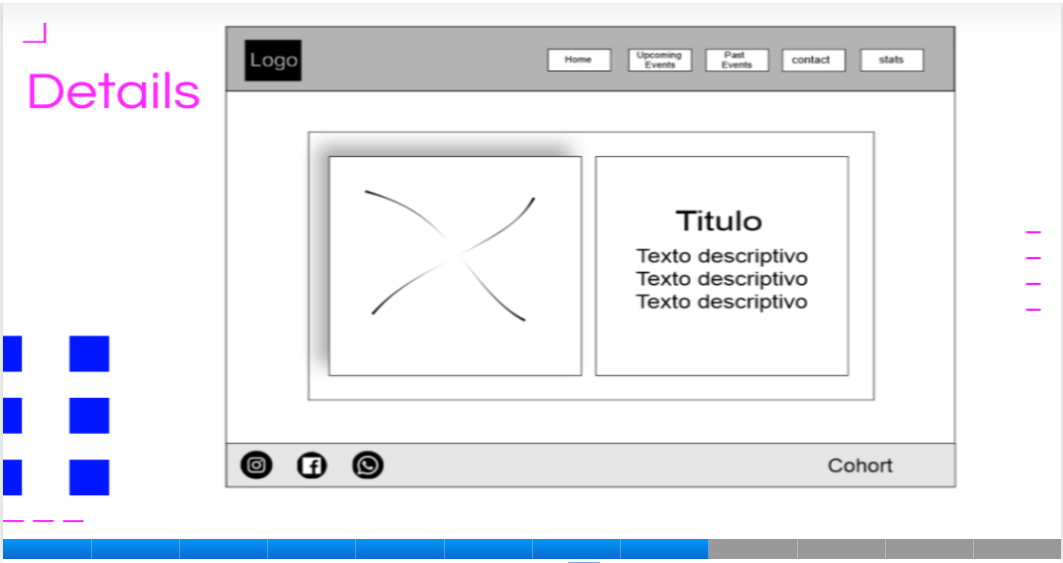 Details
Logo
Home
Upcoming
Events
Past
Events
contact
stats
Titulo
Texto descriptivo
Texto descriptivo
Texto descriptivo
Cohort